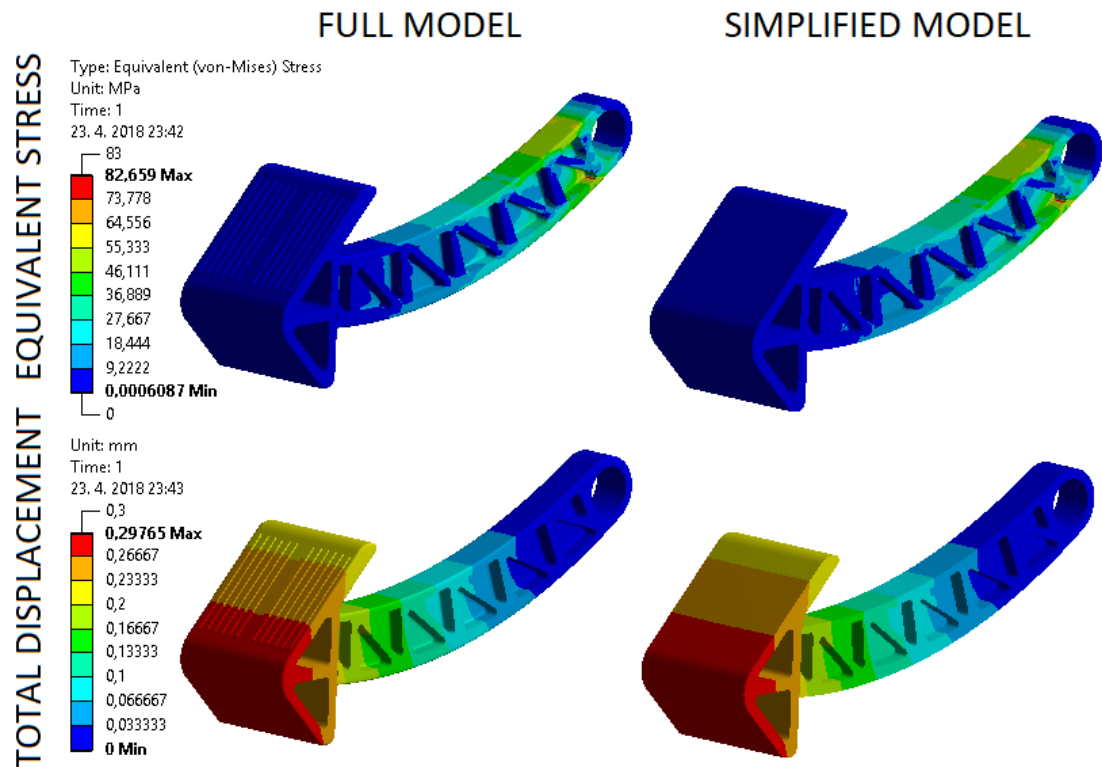 FULL MODEL
SIMPLIFIED MODEL
EQUIVALENT STRESS
Type: Equivalent (von-Mises) Stress
Unit: MPa
Time: 1
23. 4. 2018 23:42
83
82,659 Max
73,778
64,556
55,333
46,111
36,889
27,667
18,444
9,2222
0,0006087 Min
0
TOTAL DISPLACEMENT
Unit: mm
Time: 1
23. 4. 2018 23:43
0,3
0,29765 Max
0,26667
0,23333
0,2
0,16667
0,13333
0,1
0,066667
0,033333
0 Min